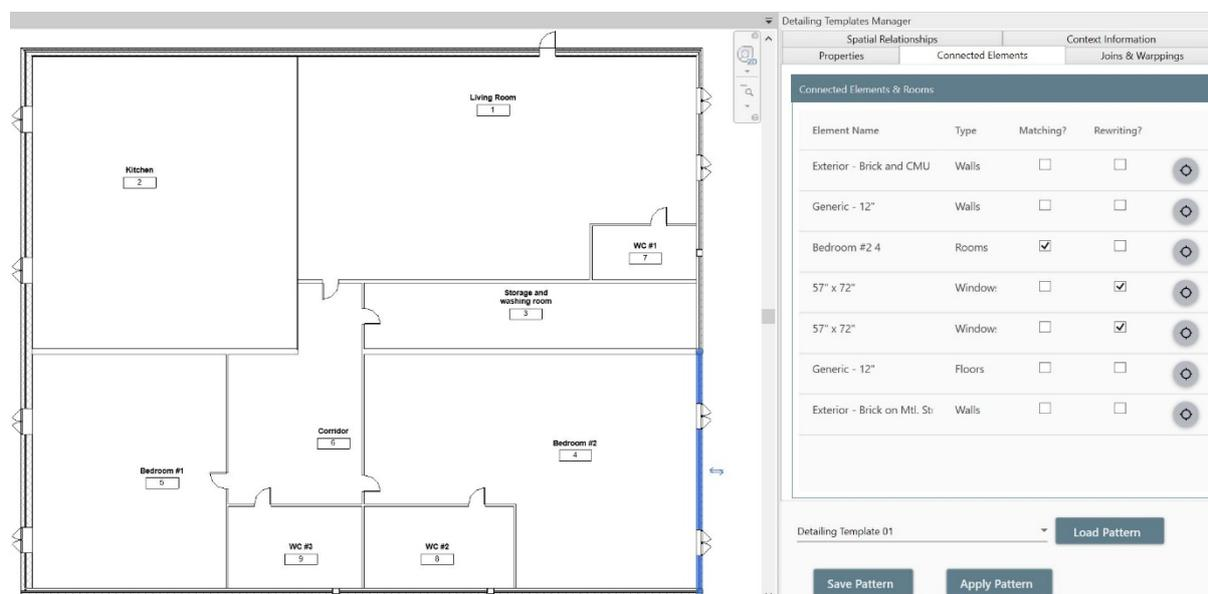 Detailing Templates Manager
Spatial Relationships Context Information
Properties Connected Elements Joins & Warppings
Connected Elements & Rooms
Element Name Type Matching? Rewriting?
Exterior - Brick and CMU Walls
Generic - 12" Walls
Bedroom #2 4 Rooms
57" x 72" Window:
57" x 72" Window:
Generic - 12" Floors
Exterior - Brick on Mtl. St Walls
Detailing Template 01 Load Pattern
Save Pattern Apply Pattern
Living Room
1
Kitchen
2
WC #1
7
Storage and
washing room
3
Corridor
6
Bedroom #2
4
Bedroom #1
5
WC #3
9
WC #2
8
2D